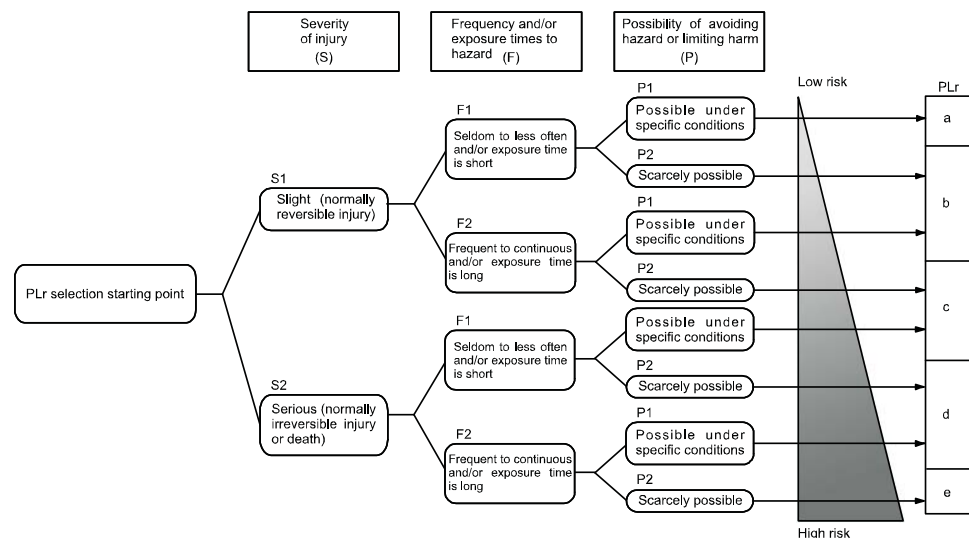 Severity
of injury
(S)
Frequency and/or
exposure times to
hazard (F)
Possibility of avoiding
hazard or limiting harm
(P)
Low risk
PLr
P1
Possible under
specific conditions
a
F1
Seldom to less often
and/or exposure time
is short
P2
Scarcely possible
S1
Slight (normally
reversible injury)
b
P1
Possible under
specific conditions
F2
Frequent to continuous
and/or exposure time
is long
P2
Scarcely possible
PLr selection starting point
c
P1
Possible under
specific conditions
F1
Seldom to less often
and/or exposure time
is short
P2
Scarcely possible
S2
Serious (normally
irreversible injury
or death)
d
P1
Possible under
specific conditions
F2
Frequent to continuous
and/or exposure time
is long
P2
Scarcely possible
e
High risk